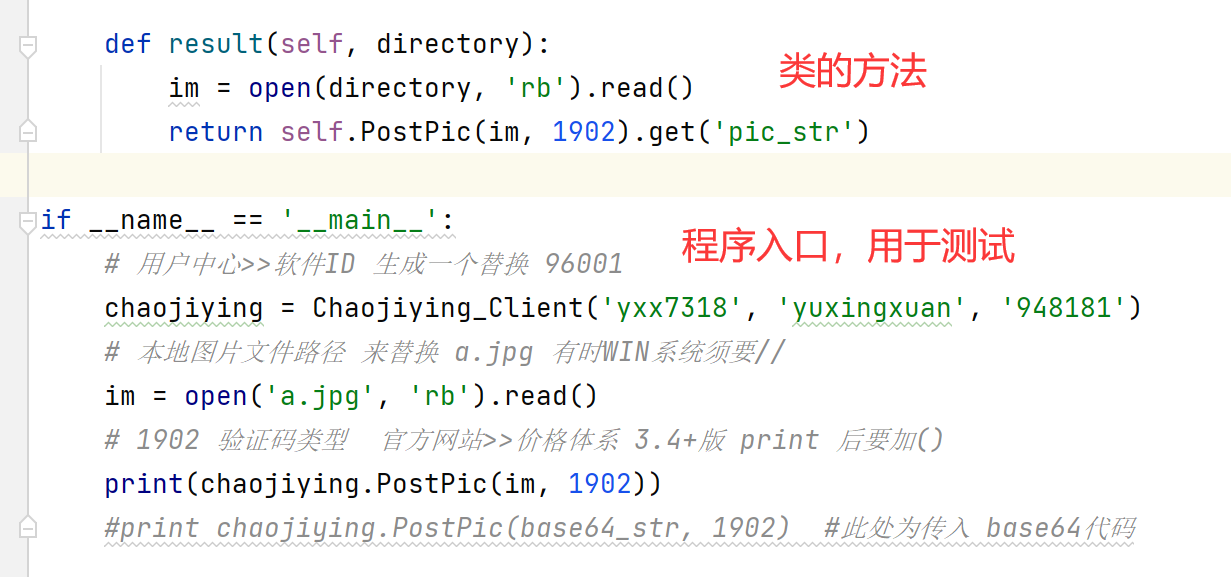 def result(self, directory):
类的方法
im = open(directory, 'rb').read()
return self.PostPic(im, 1902).get('pic_str')
if __name__ == '__main__':
程序入口，用于测试
# 用户中心>>软件ID 生成一个替换 96001
chaojiying = Chaojiying_Client('yxx7318', 'yuxingxuan', '948181')
# 本地图片文件路径 来替换 a.jpg 有时WIN系统须要//
im = open('a.jpg', 'rb').read()
# 1902 验证码类型  官方网站>>价格体系 3.4+版 print 后要加()
print(chaojiying.PostPic(im, 1902))
#print chaojiying.PostPic(base64_str, 1902)  #此处为传入 base64代码